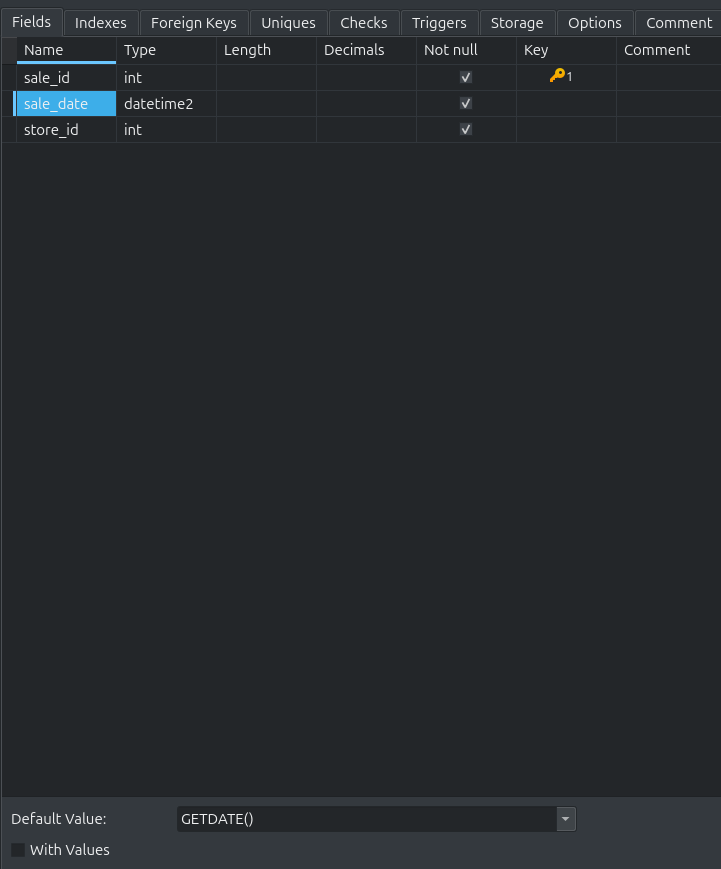 Fields Indexes Foreign Keys Uniques Checks Triggers Storage Options Comment
Name Type Length Decimals Not null Key Comment
sale_id int 1
sale_date datetime2
store_id int
Default Value: GETDATE()
With Values